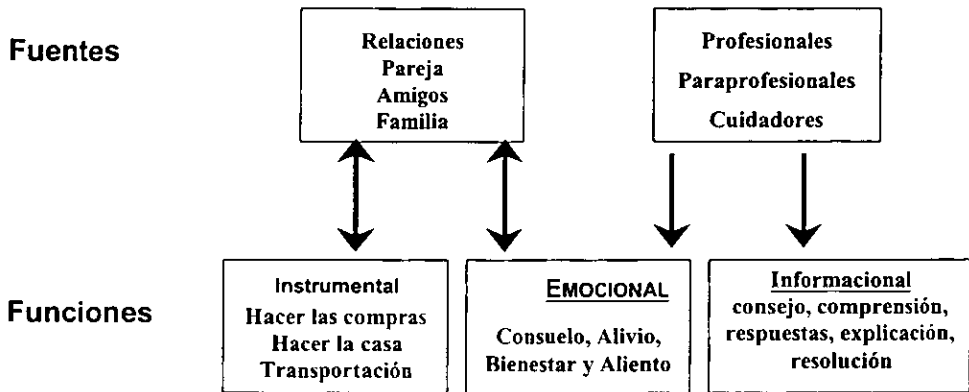 Fuentes
Relaciones
Pareja
Amigos
Familia
Profesionales
Paraprofesionales
Cuidadores
Funciones
Instrumental
Hacer las compras
Hacer la casa
Transportación
EMOCIONAL
Consuelo, Alivio,
Bienestar y Aliento
Informacional
consejo, comprensión,
respuestas, explicación,
resolución